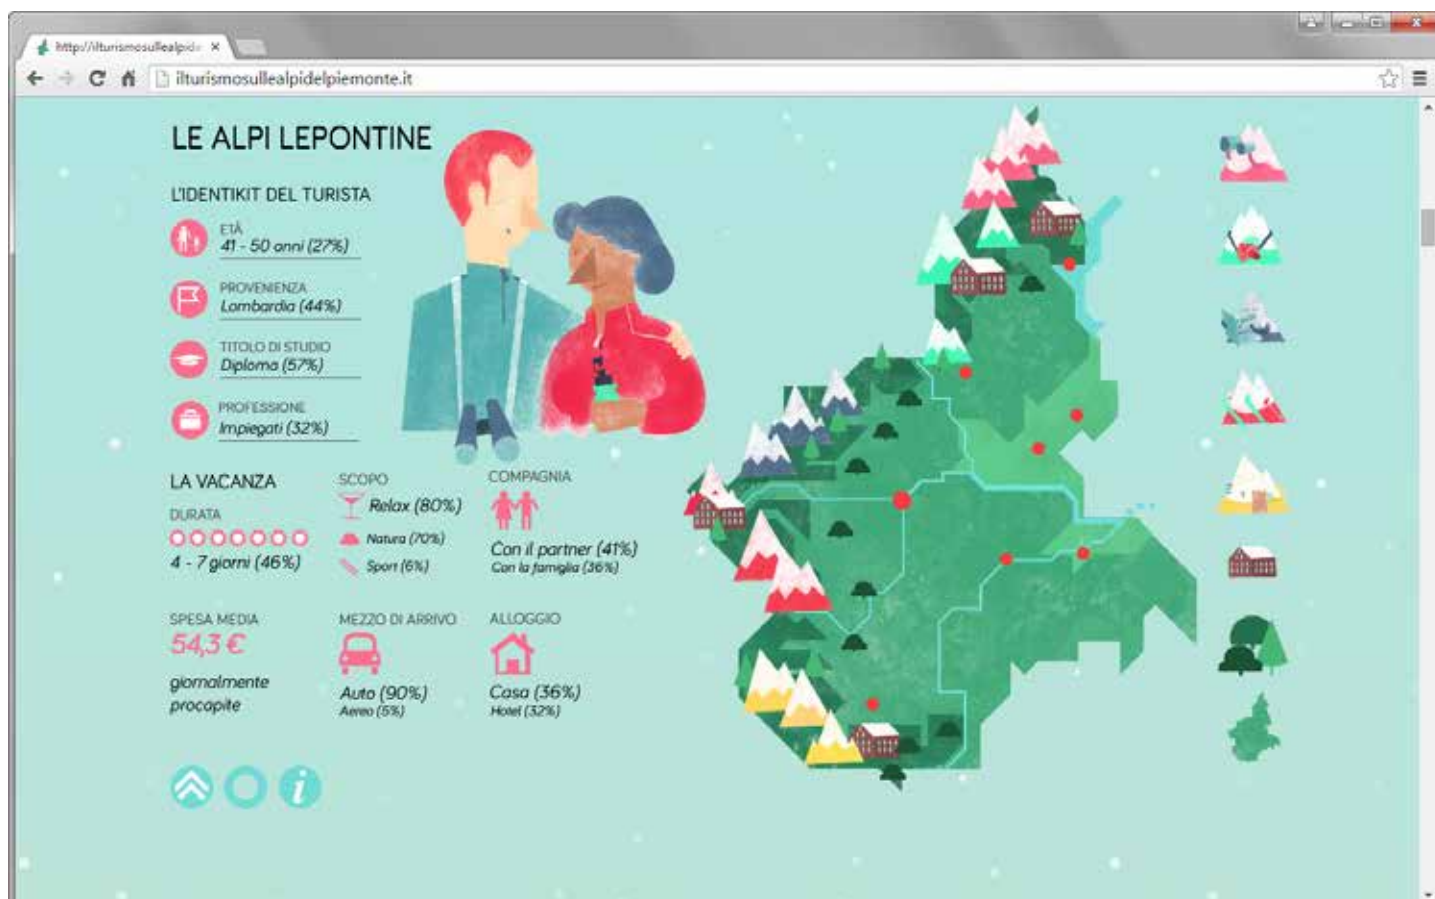 http://ilturismosullealpide
ilturismosullealpidelpiemonte.it
LE ALPI LEPONTINE
L'IDENTIKIT DEL TURISTA
ETÀ
41 - 50 anni (27%)
PROVENIENZA
Lombardia (44%)
TITOLO DI STUDIO
Diploma (57%)
PROFESSIONE
Impiegati (32%)
LA VACANZA
DURATA
4 - 7 giorni (46%)
SCOPO
Relax (80%)
Natura (70%)
Sport (6%)
COMPAGNIA
Con il partner (41%)
Con la famiglia (36%)
SPESA MEDIA
54,3 €
giornalmente
procapite
MEZZO DI ARRIVO
Auto (90%)
Aereo (5%)
ALLOGGIO
Casa (36%)
Hotel (32%)
i